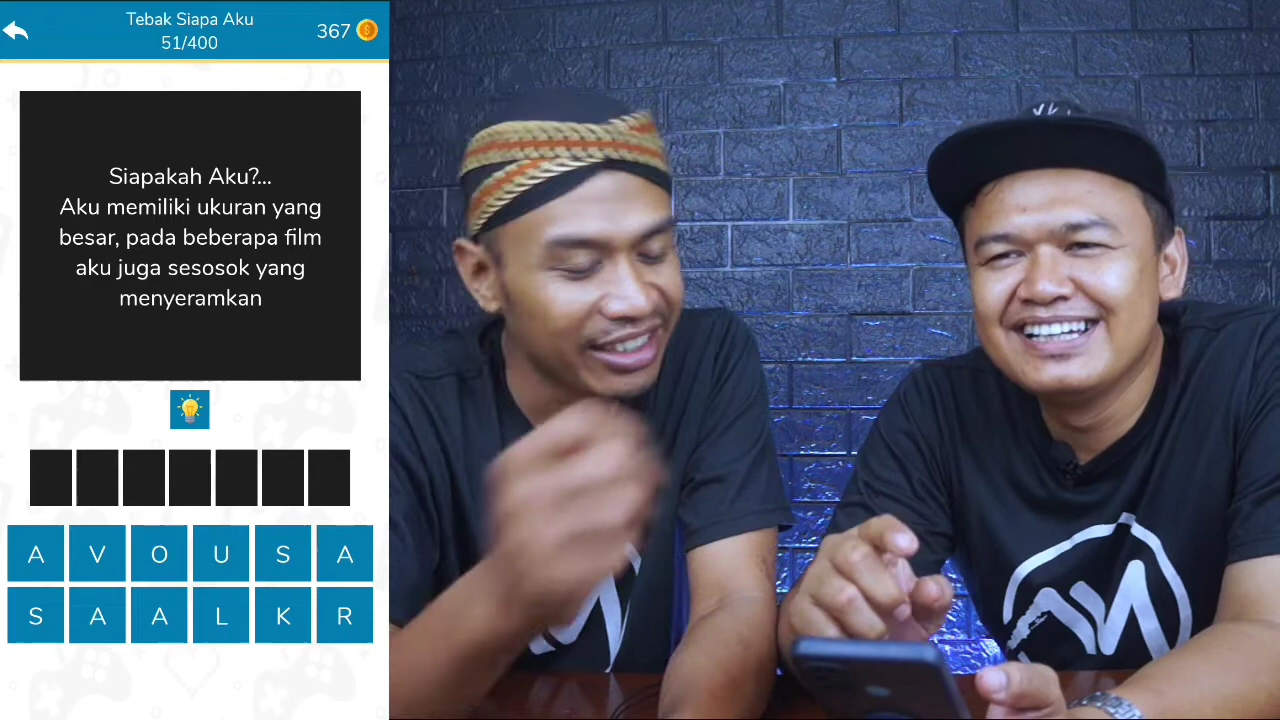 Tebak Siapa Aku
51/400
367
Siapakah Aku?...
Aku memiliki ukuran yang
besar, pada beberapa film
aku juga sesosok yang
menyeramkan
A V O U S A
S A A L K R